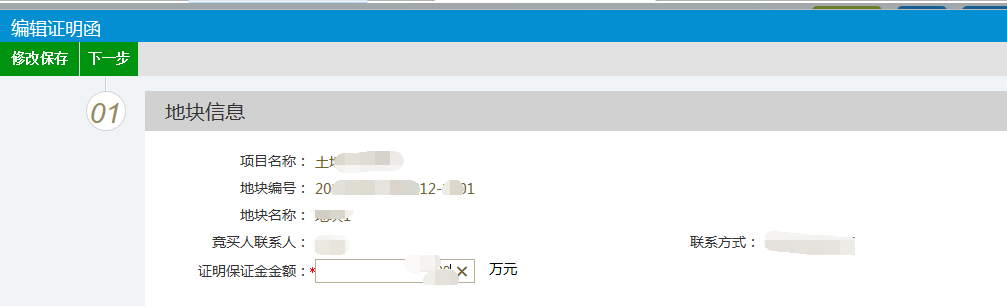 编辑证明函
修改保存 下一步
01 地块信息
项目名称：
地块编号： 20 12- 01
地块名称：
竞买人联系人： 联系方式：
证明保证金金额：* 万元